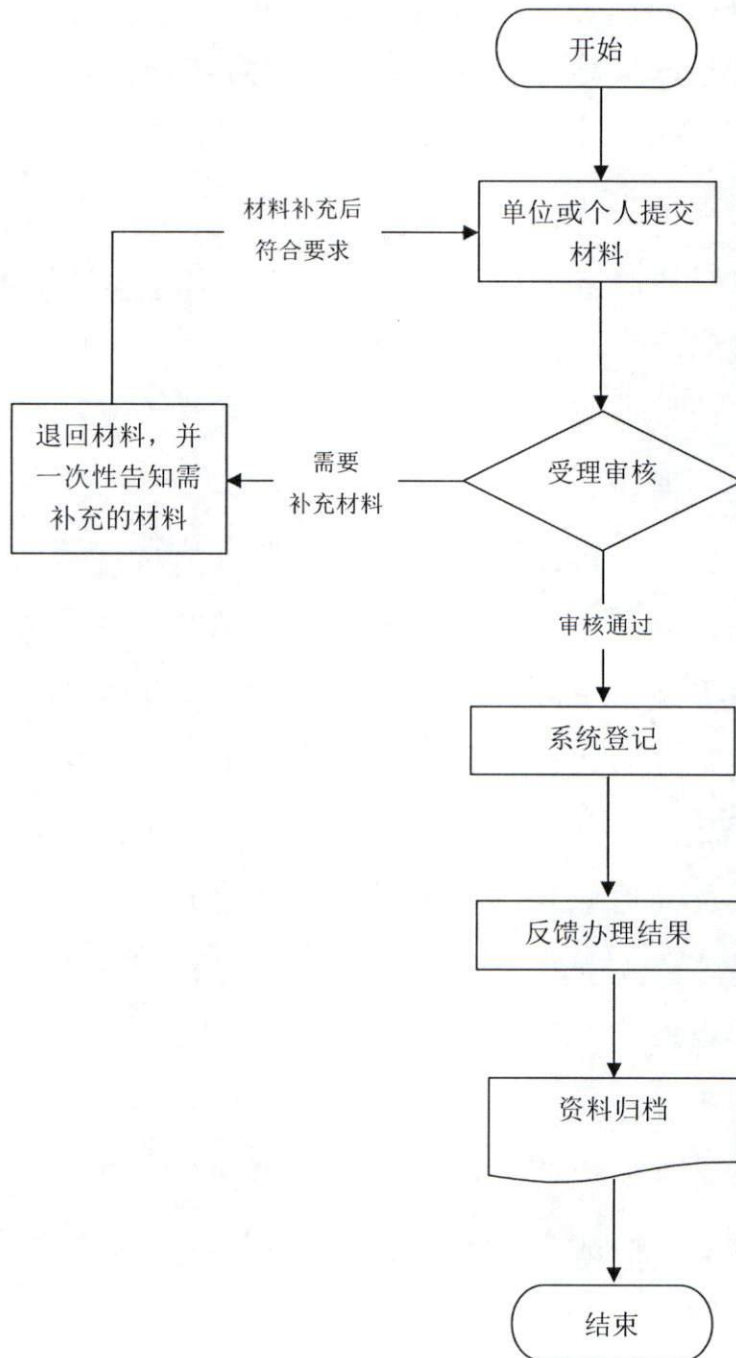 开始
材料补充后
符合要求
单位或个人提交
材料
退回材料，并
一次性告知需
补充的材料
需要
补充材料
受理审核
审核通过
系统登记
反馈办理结果
资料归档
结束